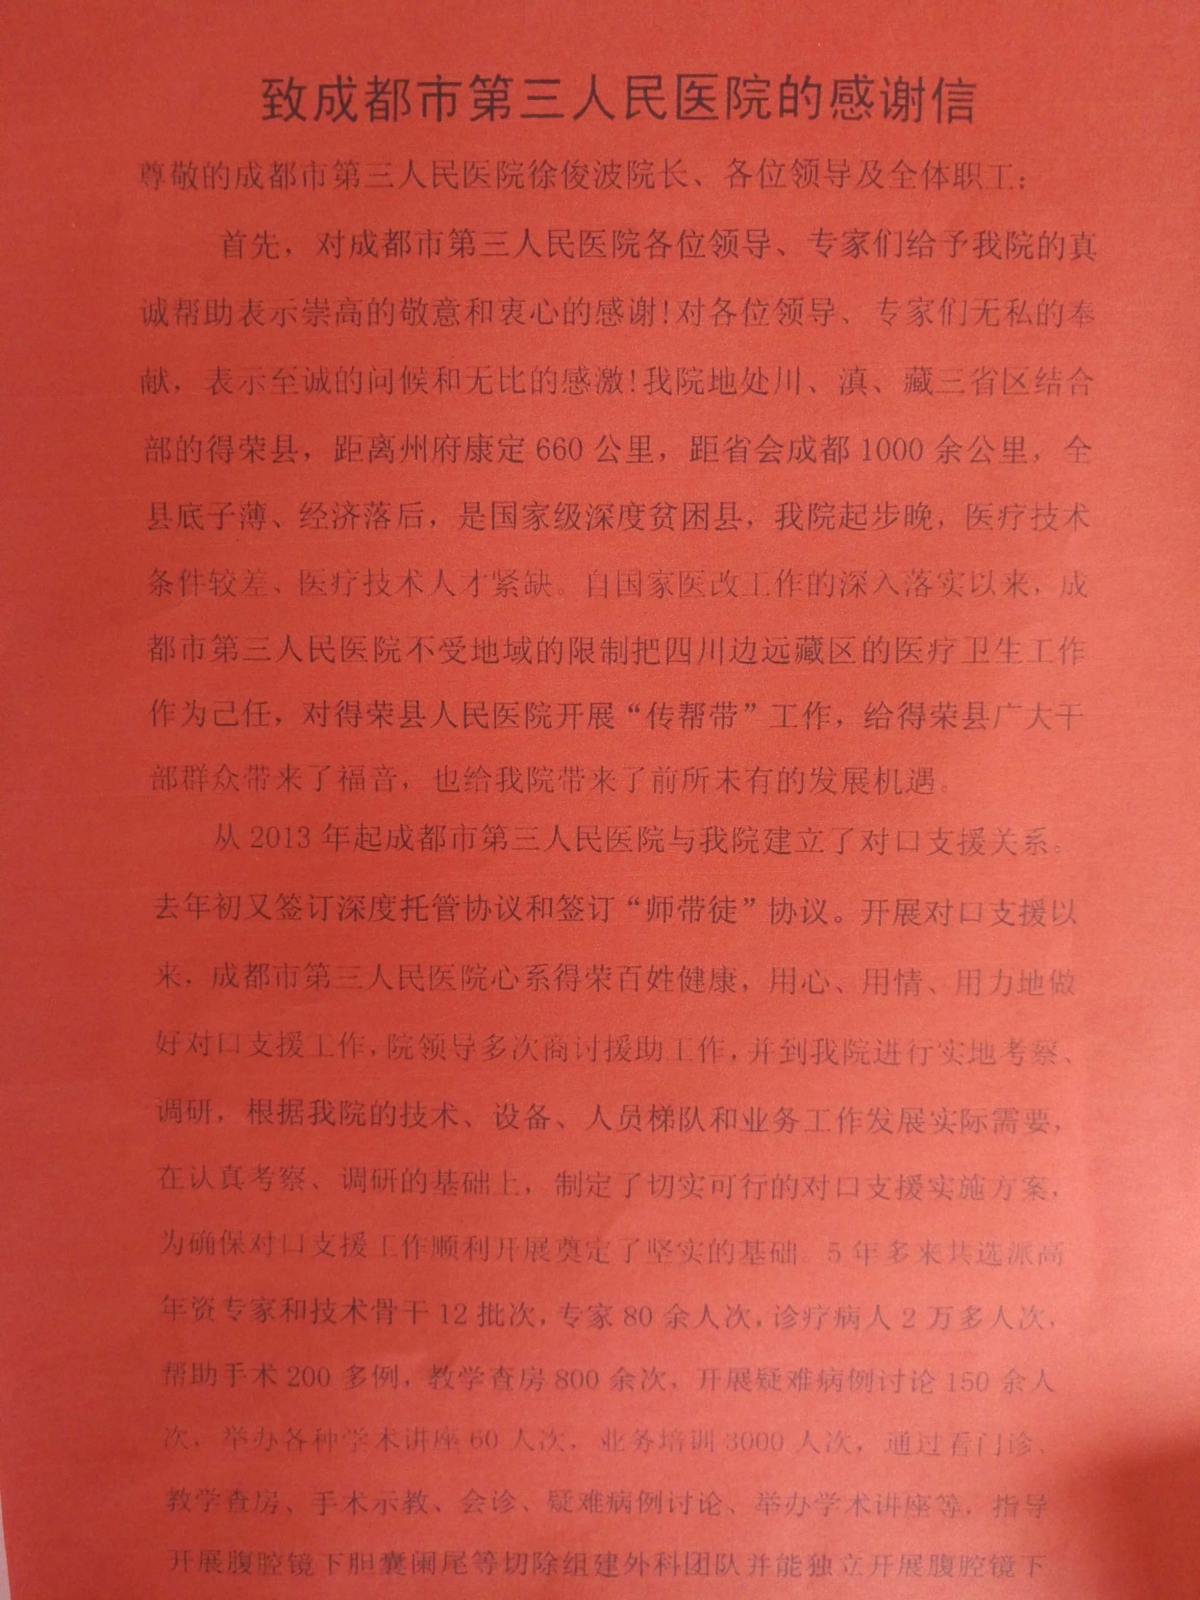 致成都市第三人民医院的感谢信
尊敬的成都市第三人民医院徐俊波院长、各位领导及全体职工：
首先，对成都市第三人民医院各位领导、专家们给予我院的真
诚帮助表示崇高的敬意和衷心的感谢!对各位领导、专家们无私的奉
献，表示至诚的问候和无比的感激!我院地处川、滇、藏三省区结合
部的得荣县，距离州府康定 660 公里，距省会成都 1000 余公里，全
县底子薄、经济落后，是国家级深度贫困县，我院起步晚，医疗技术
条件较差、医疗技术人才紧缺。自国家医改工作的深入落实以来，成
都市第三人民医院不受地域的限制把四川边远藏区的医疗卫生工作
作为己任，对得荣县人民医院开展“传帮带”工作，给得荣县广大干
部群众带来了福音，也给我院带来了前所未有的发展机遇。
从 2013 年起成都市第三人民医院与我院建立了对口支援关系。
去年初又签订深度托管协议和签订“师带徒”协议。开展对口支援以
来，成都市第三人民医院心系得荣百姓健康，用心、用情、用力地做
好对口支援工作，院领导多次商讨援助工作，并到我院进行实地考察、
调研，根据我院的技术、设备、人员梯队和业务工作发展实际需要，
在认真考察、调研的基础上，制定了切实可行的对口支援实施方案，
为确保对口支援工作顺利开展奠定了坚实的基础。5 年多来共选派高
年资专家和技术骨干 12 批次，专家 80 余人次，诊疗病人 2 万多人次，
帮助手术 200 多例，教学查房 800 余次，开展疑难病例讨论 150 余人
次，举办各种学术讲座 60 人次，业务培训 3000 人次，通过看门诊、
教学查房、手术示教、会诊、疑难病例讨论、举办学术讲座等，指导
开展腹腔镜下胆囊阑尾等切除组建外科团队并能独立开展腹腔镜下